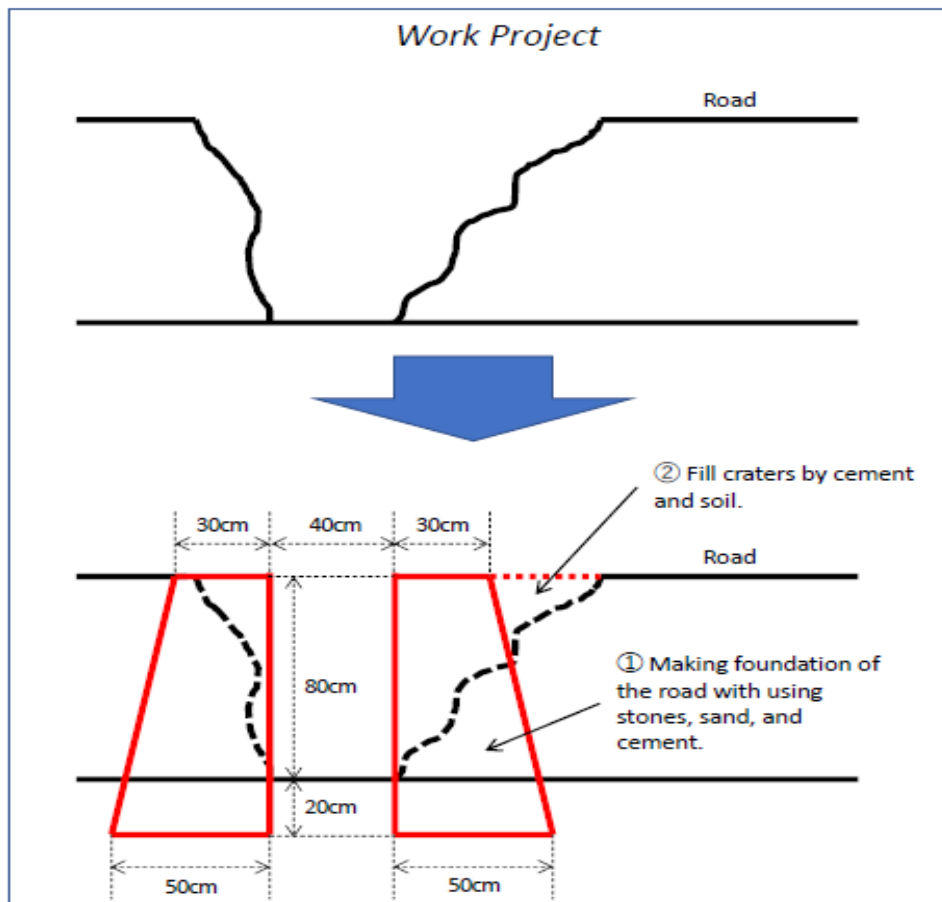 Work Project
Road
② Fill craters by cement
and soil.
30cm
40cm
30cm
Road
① Making foundation of
the road with using
stones, sand, and
cement.
80cm
20cm
50cm
50cm